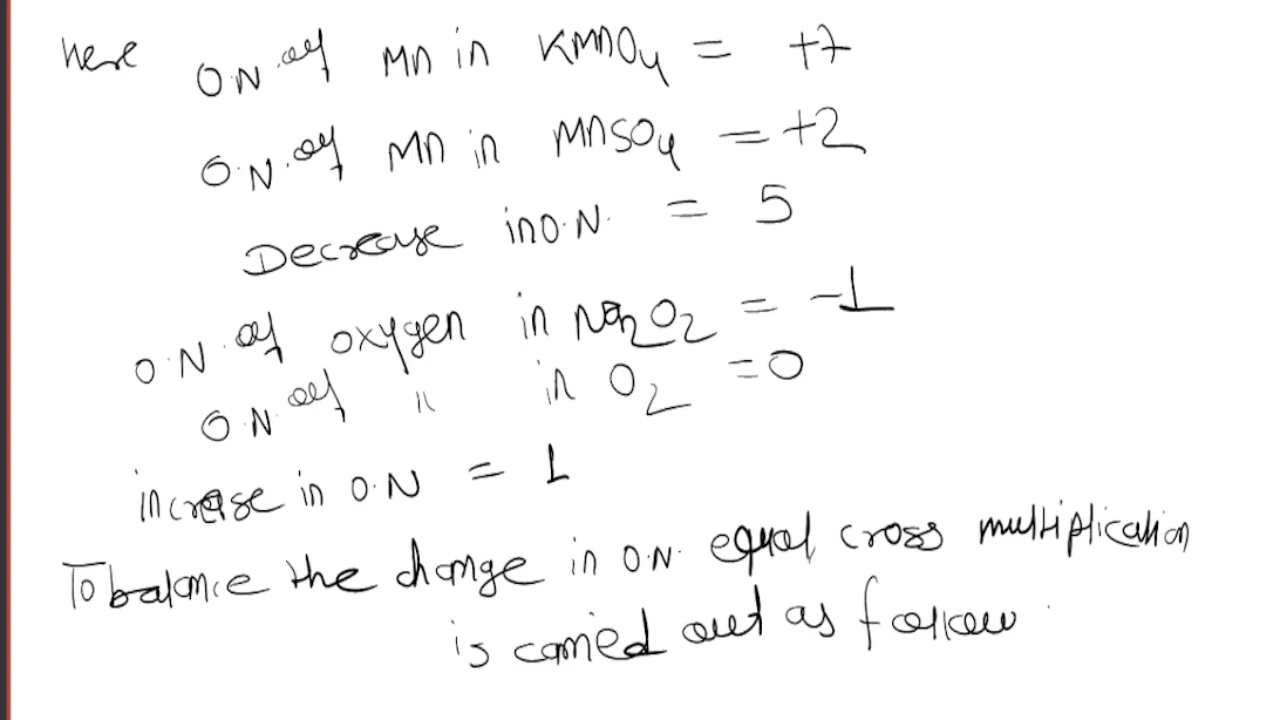 Here O.N. of Mn in KMnO4 = +7
O.N. of Mn in MnSO4 = +2
Decrease in O.N. = 5
O.N. of oxygen in Na2O2 = -1
O.N of " in O2 = 0
increase in O.N = 1
To balance the change in O.N. equal cross multiplication
is carried out as follow.